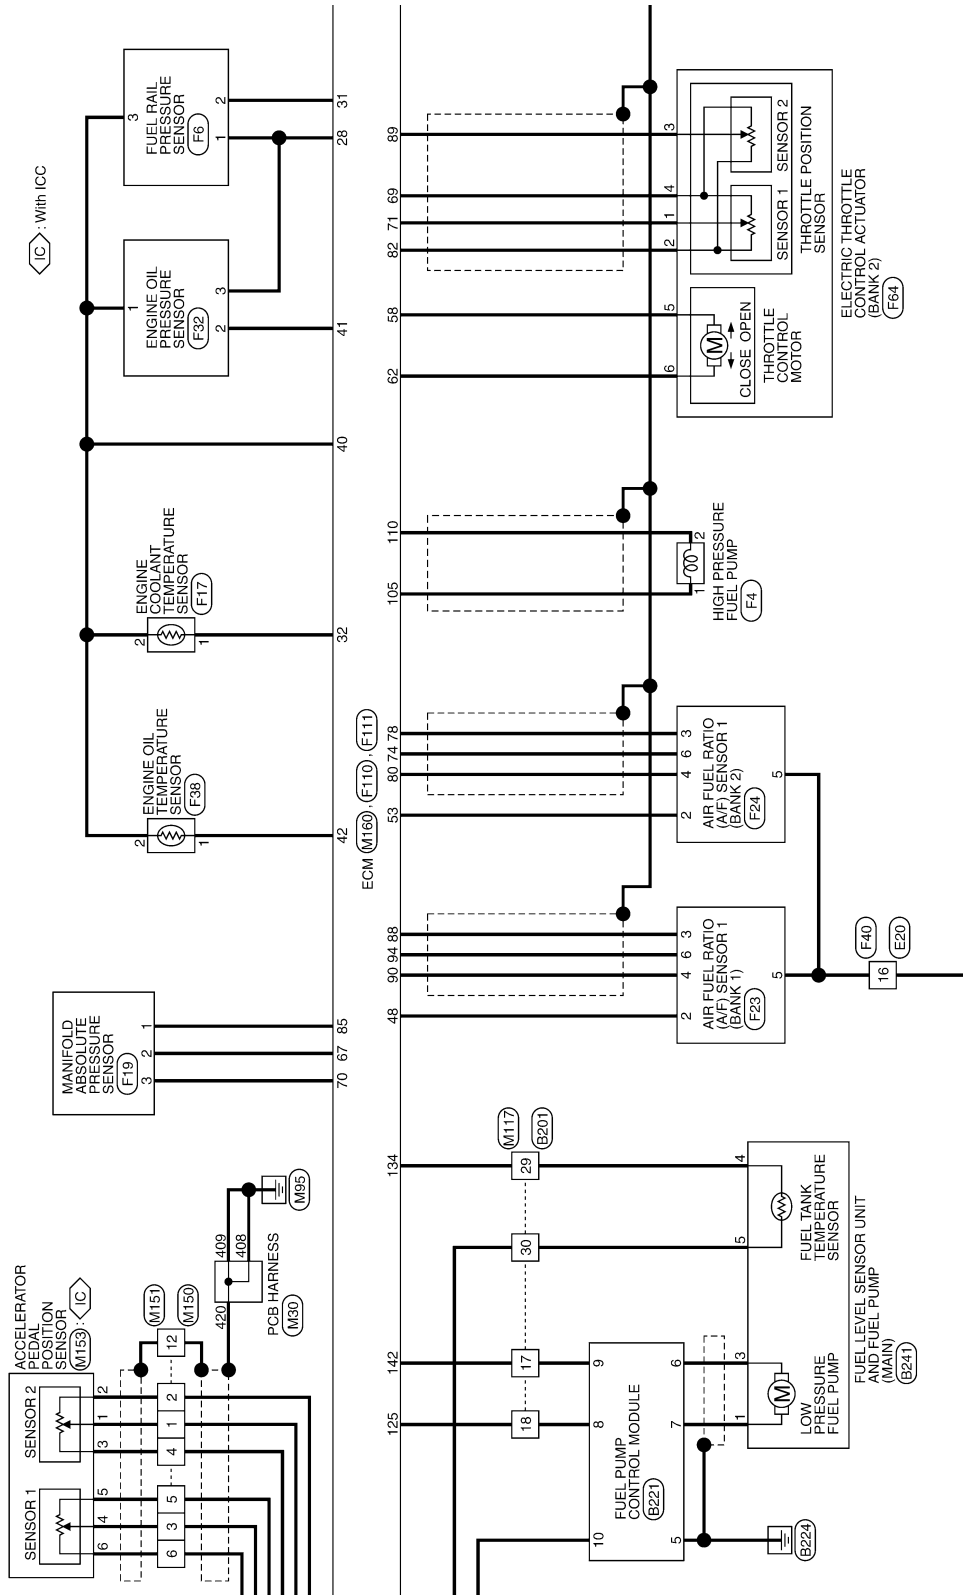 IC : With ICC
3
FUEL RAIL
PRESSURE
SENSOR
F6
2
1
31
28
1
ENGINE OIL
PRESSURE
SENSOR
F32
3
2
41
40
ENGINE
COOLANT
TEMPERATURE
SENSOR
F17
2
1
32
ENGINE OIL
TEMPERATURE
SENSOR
F38
2
1
42
ECM M160 , F110 , F111
MANIFOLD
ABSOLUTE
PRESSURE
SENSOR
F19
1
2
3
85
67
70
ACCELERATOR
PEDAL
POSITION
SENSOR
M153 : IC
SENSOR 2
SENSOR 1
2
1
3
5
4
6
M151
M150
12
2
1
4
5
3
6
420
409
408
PCB HARNESS
M30
M95
89
69
71
82
58
62
3
4
1
2
5
6
SENSOR 2
SENSOR 1
THROTTLE POSITION
SENSOR
CLOSE OPEN
M
THROTTLE
CONTROL
MOTOR
ELECTRIC THROTTLE
CONTROL ACTUATOR
(BANK 2)
F64
110
105
2
1
HIGH PRESSURE
FUEL PUMP
F4
78
74
80
53
3
6
4
2
5
AIR FUEL RATIO
(A/F) SENSOR 1
(BANK 2)
F24
88
94
90
48
3
6
4
2
5
AIR FUEL RATIO
(A/F) SENSOR 1
(BANK 1)
F23
16
F40
E20
134
142
125
M117
B201
29
30
17
18
4
5
3
1
9
8
10
6
7
5
FUEL PUMP
CONTROL MODULE
B221
B224
FUEL TANK
TEMPERATURE
SENSOR
M
LOW
PRESSURE
FUEL PUMP
FUEL LEVEL SENSOR UNIT
AND FUEL PUMP
(MAIN)
B241